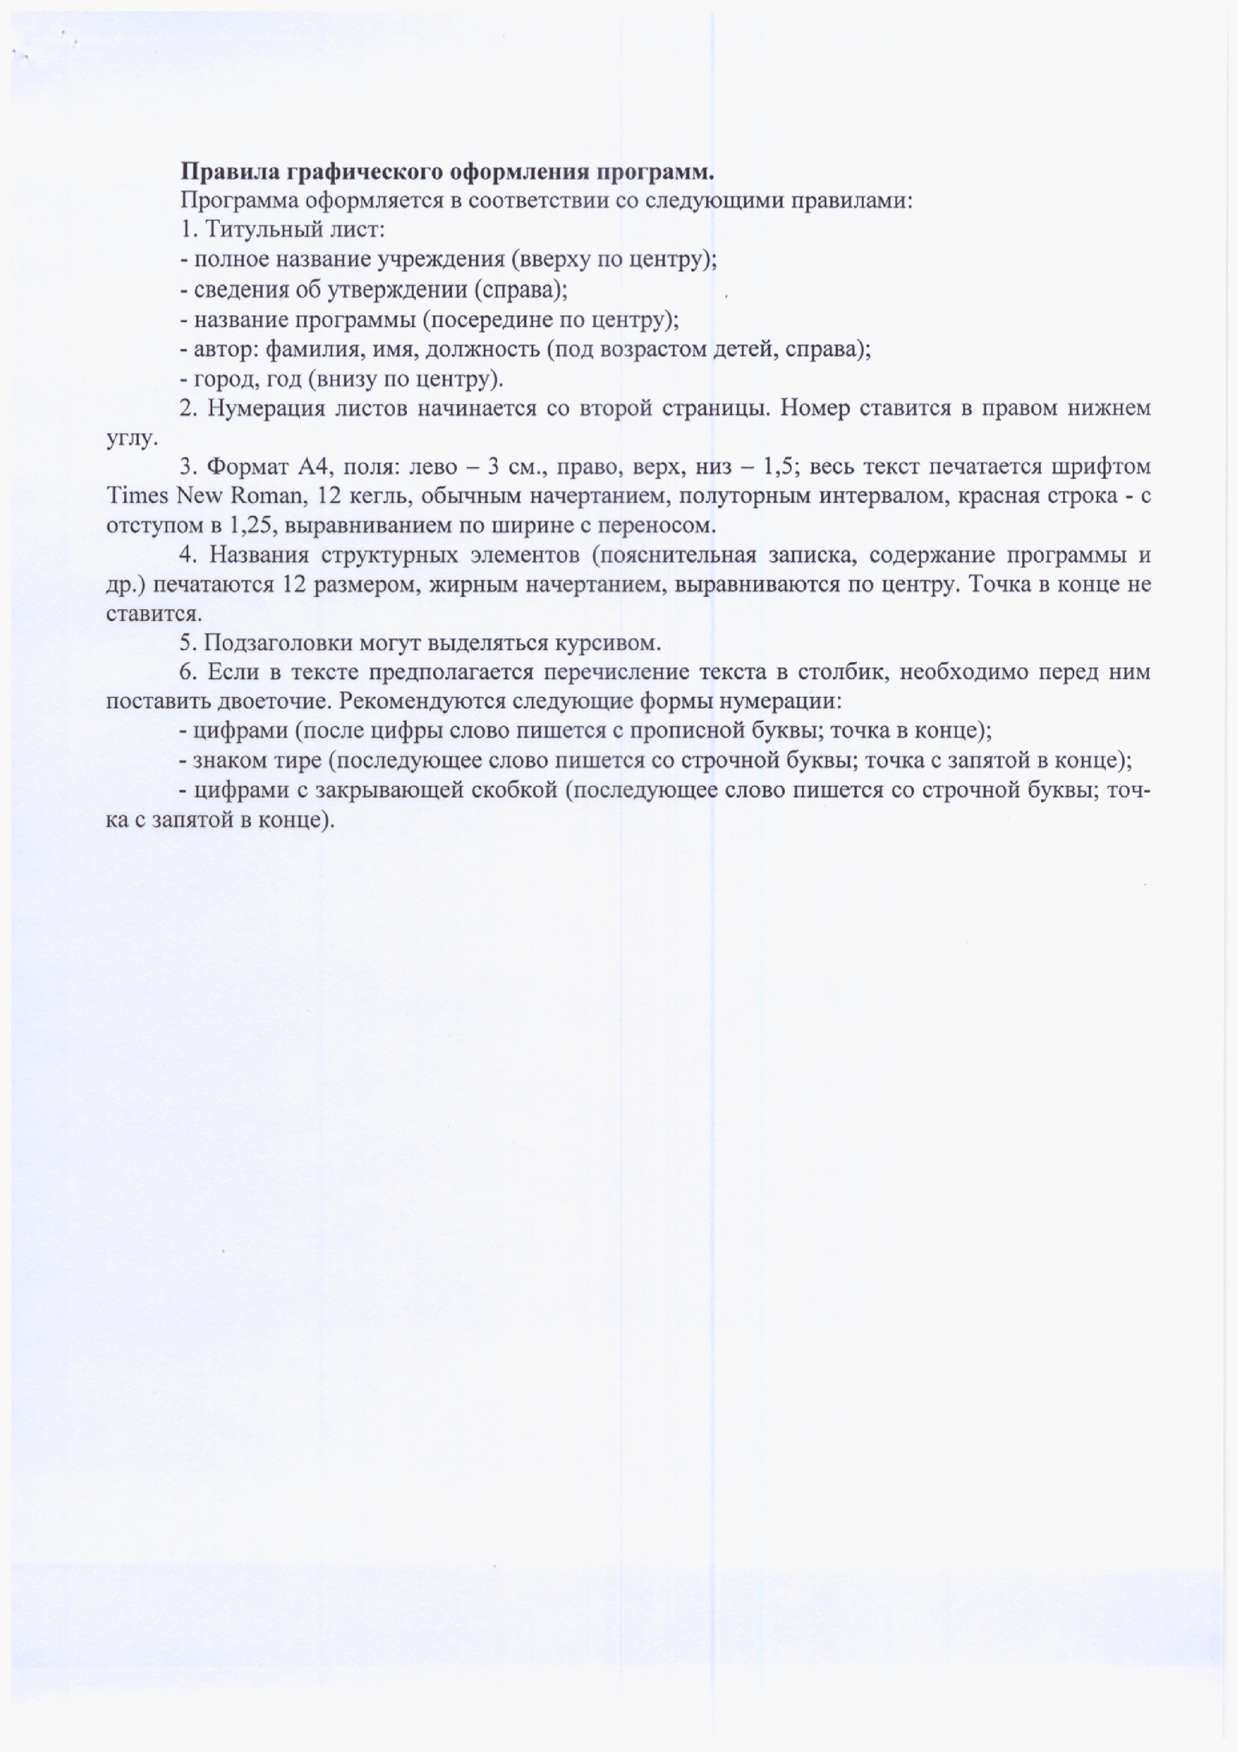 Правила графического оформления программ.
Программа оформляется в соответствии со следующими правилами:
1. Титульный лист:
- полное название учреждения (вверху по центру);
- сведения об утверждении (справа);
- название программы (посередине по центру);
- автор: фамилия, имя, должность (под возрастом детей, справа);
- город, год (внизу по центру).
2. Нумерация листов начинается со второй страницы. Номер ставится в правом нижнем
углу.
3. Формат А4, поля: лево – 3 см., право, верх, низ – 1,5; весь текст печатается шрифтом
Times New Roman, 12 кегль, обычным начертанием, полуторным интервалом, красная строка - с
отступом в 1,25, выравниванием по ширине с переносом.
4. Названия структурных элементов (пояснительная записка, содержание программы и
др.) печатаются 12 размером, жирным начертанием, выравниваются по центру. Точка в конце не
ставится.
5. Подзаголовки могут выделяться курсивом.
6. Если в тексте предполагается перечисление текста в столбик, необходимо перед ним
поставить двоеточие. Рекомендуются следующие формы нумерации:
- цифрами (после цифры слово пишется с прописной буквы; точка в конце);
- знаком тире (последующее слово пишется со строчной буквы; точка с запятой в конце);
- цифрами с закрывающей скобкой (последующее слово пишется со строчной буквы; точ-
ка с запятой в конце).